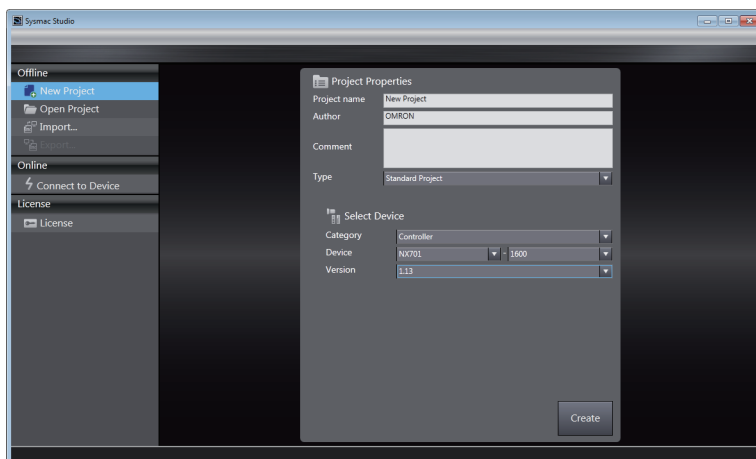 Sysmac Studio
Offline
New Project
Open Project
Import...
Export...
Online
Connect to Device
License
License
Project Properties
Project name New Project
Author OMRON
Comment
Type Standard Project
Select Device
Category Controller
Device NX701 - 1600
Version 1.13
Create